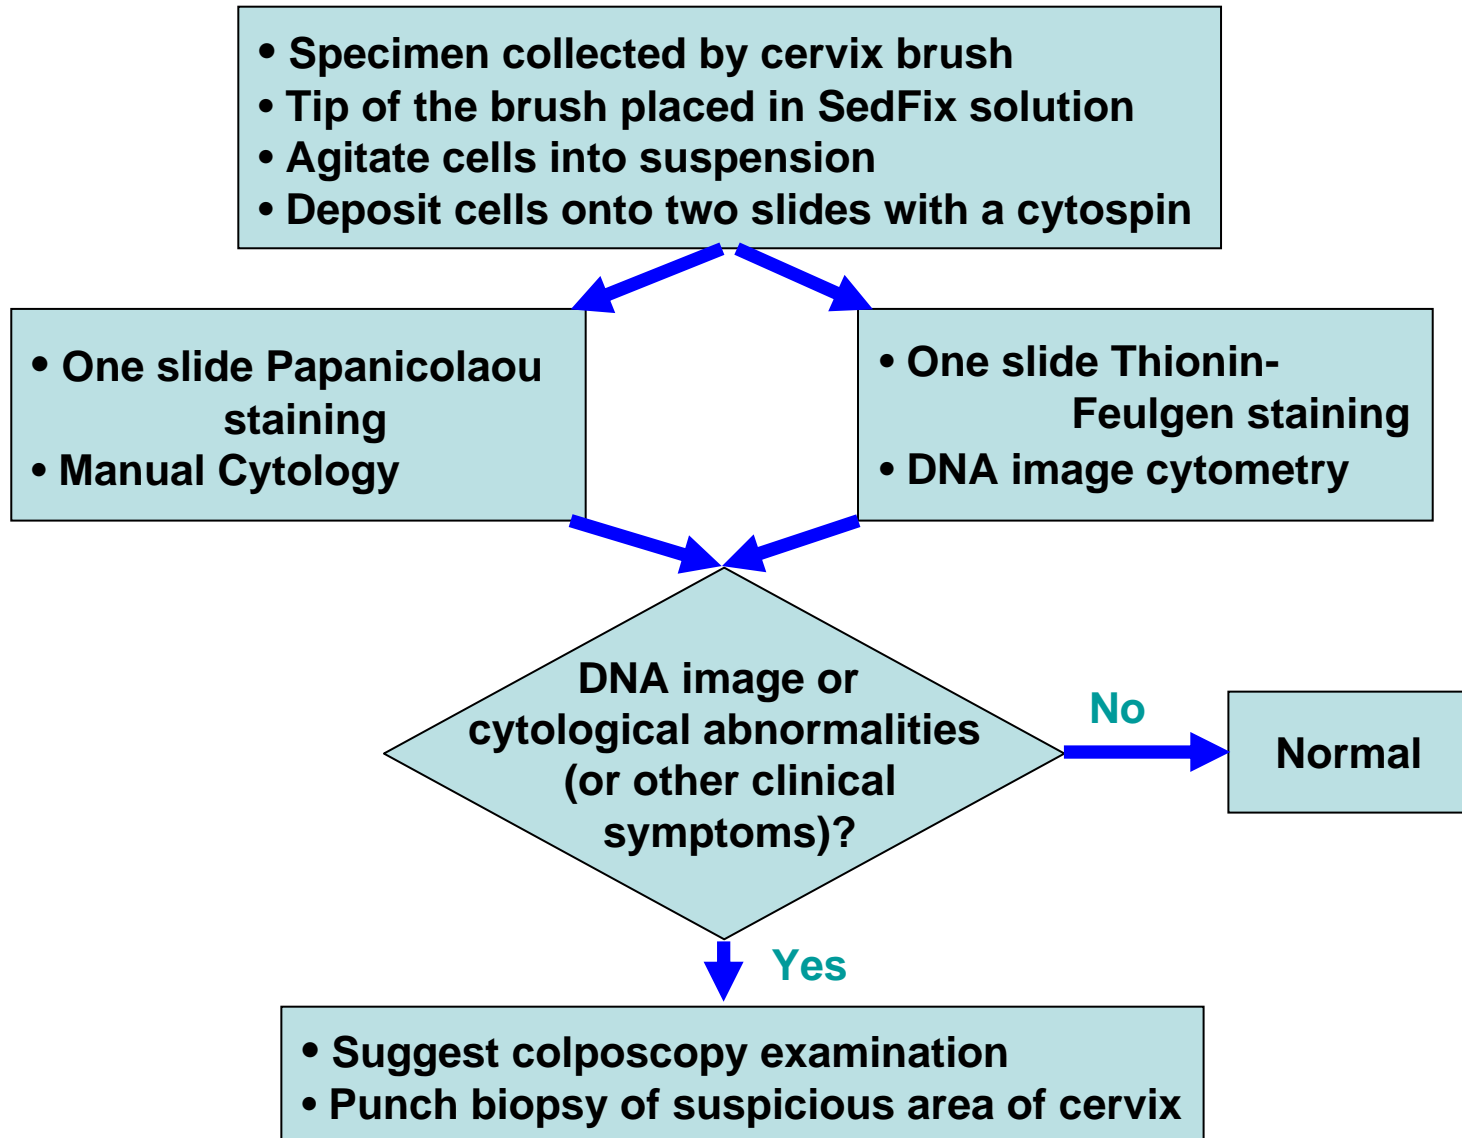 • Specimen collected by cervix brush
• Tip of the brush placed in SedFix solution
• Agitate cells into suspension
• Deposit cells onto two slides with a cytospin
• One slide Papanicolaou
staining
• Manual Cytology
• One slide Thionin-
Feulgen staining
• DNA image cytometry
DNA image or
cytological abnormalities
(or other clinical
symptoms)?
No
Normal
Yes
• Suggest colposcopy examination
• Punch biopsy of suspicious area of cervix